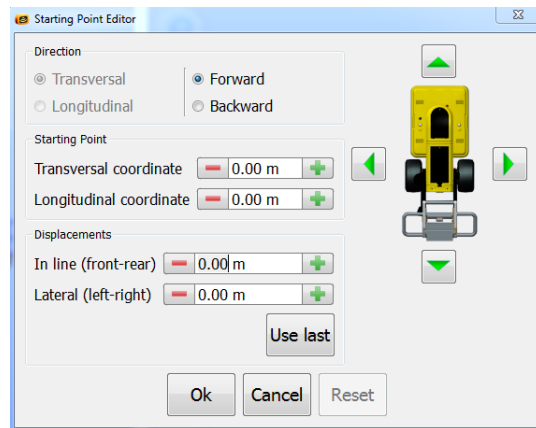 Starting Point Editor
Direction
Transversal
Forward
Longitudinal
Backward
Starting Point
Transversal coordinate 0.00 m
Longitudinal coordinate 0.00 m
Displacements
In line (front-rear) 0.00 m
Lateral (left-right) 0.00 m
Use last
Ok Cancel Reset